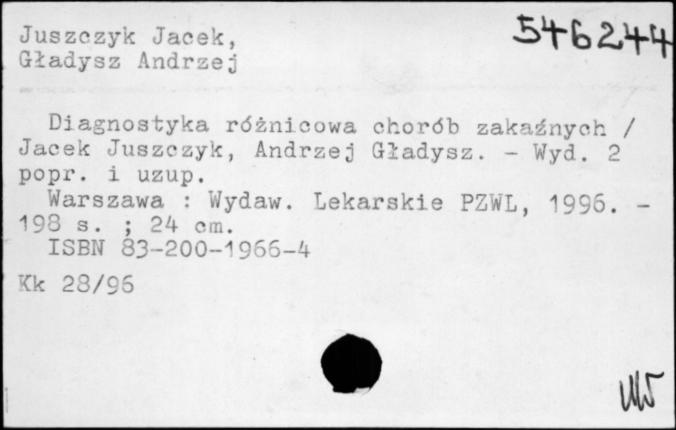 Juszczyk Jacek,
546244
Gładysz Andrzej
Diagnostyka różnicowa chorób zakaźnych /
Jacek Juszczyk, Andrzej Gładysz. - Wyd. 2
popr. i uzup.
Warszawa : Wydaw. Lekarskie PZWL, 1996. -
198 s. ; 24 cm.
ISBN 83-200-1966-4
Kk 28/96